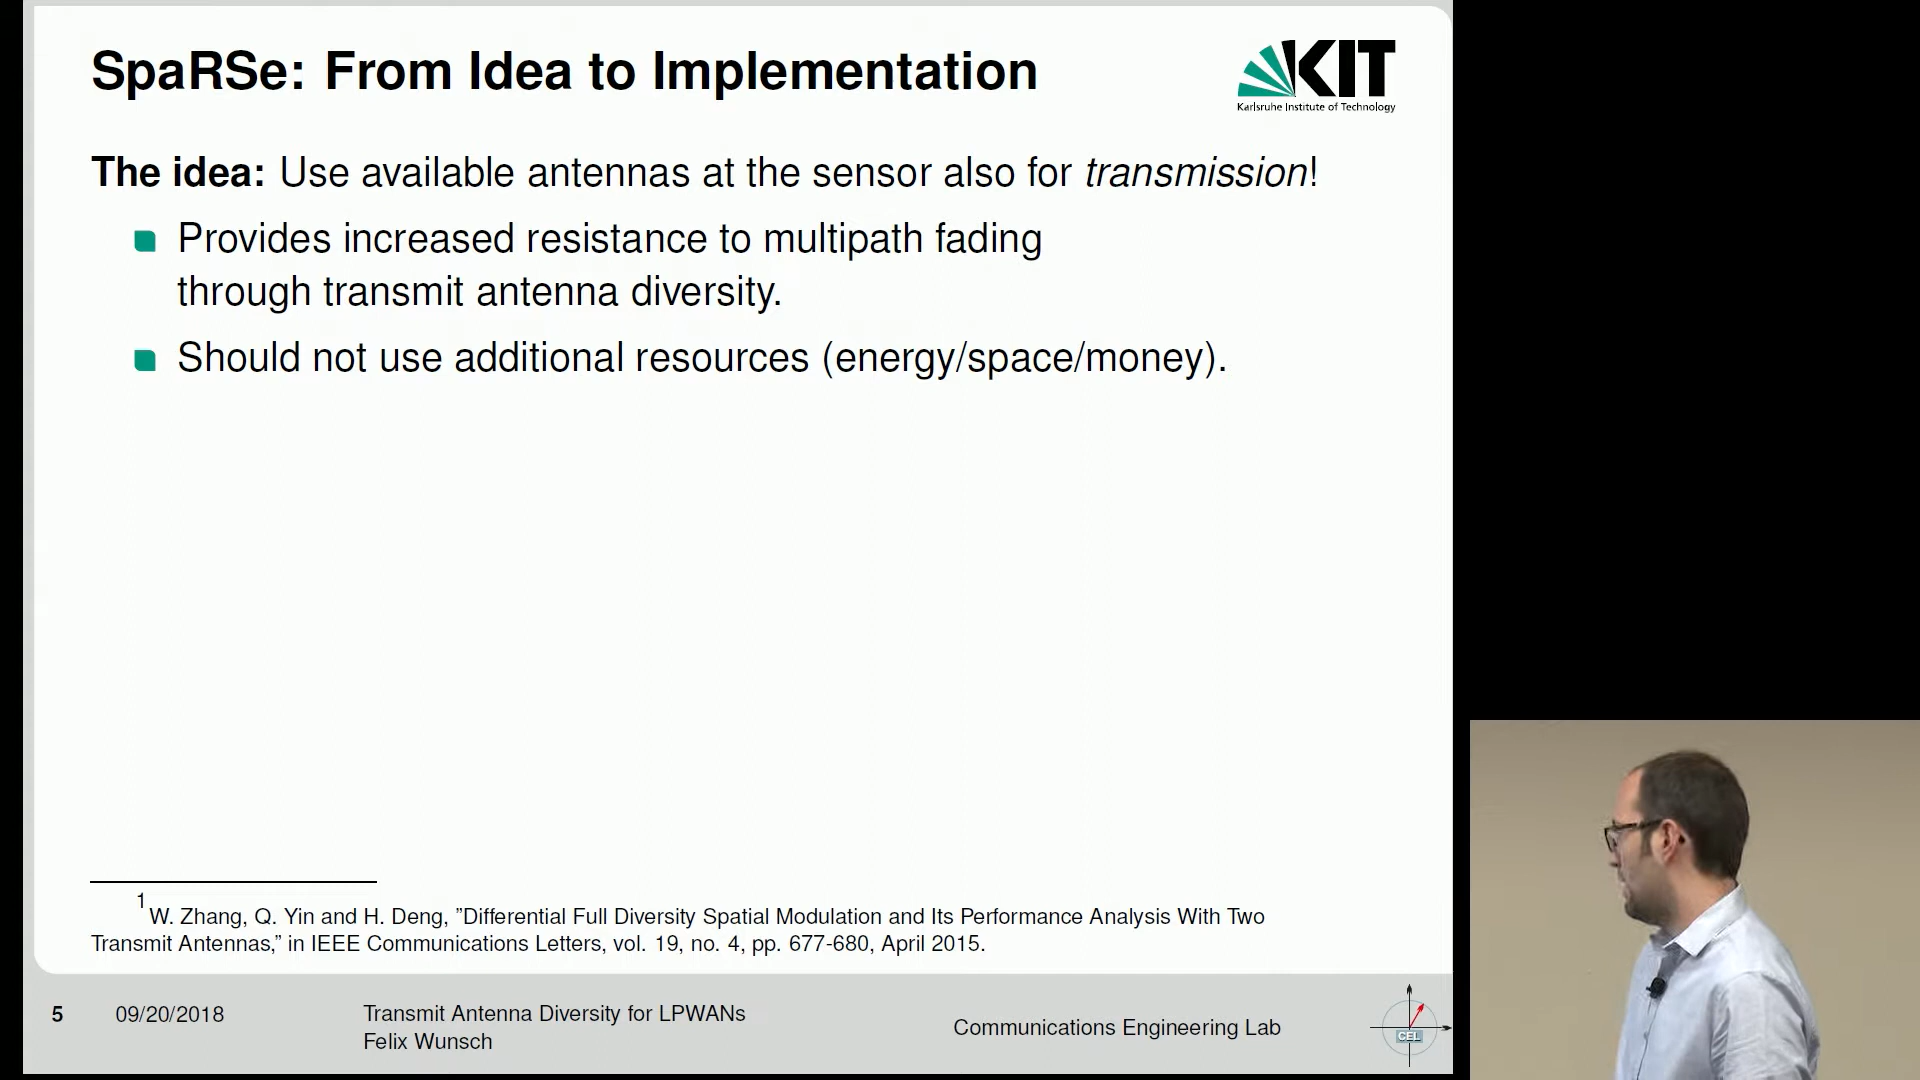 SpaRSe: From Idea to Implementation
KIT
Karlsruhe Institute of Technology
The idea: Use available antennas at the sensor also for transmission!
Provides increased resistance to multipath fading
through transmit antenna diversity.
Should not use additional resources (energy/space/money).
1 W. Zhang, Q. Yin and H. Deng, ”Differential Full Diversity Spatial Modulation and Its Performance Analysis With Two
Transmit Antennas,” in IEEE Communications Letters, vol. 19, no. 4, pp. 677-680, April 2015.
5 09/20/2018 Transmit Antenna Diversity for LPWANs
Felix Wunsch
Communications Engineering Lab
CEL